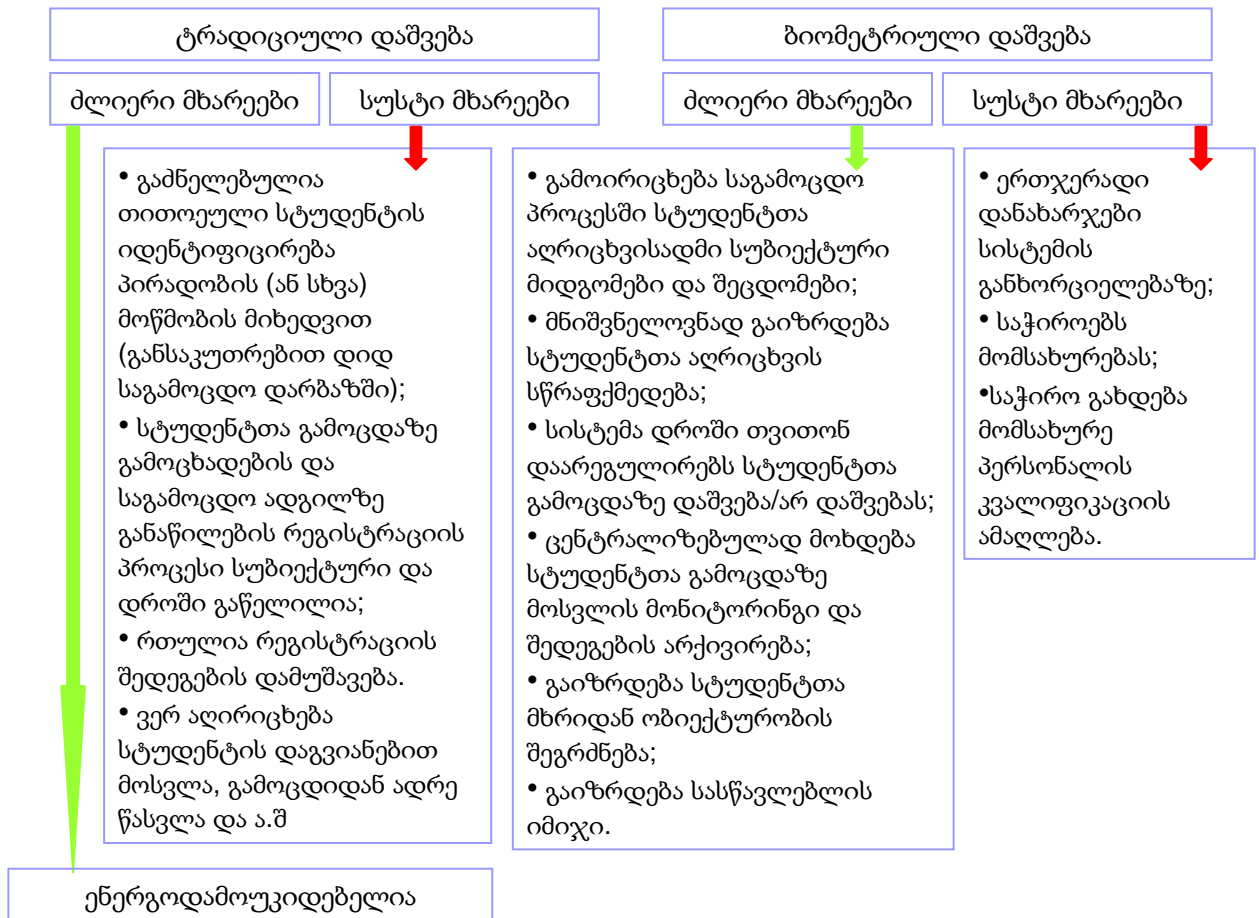 ტრადიციული დაშვება
ბიომეტრიული დაშვება
ძლიერი მხარეები
სუსტი მხარეები
ძლიერი მხარეები
სუსტი მხარეები
• გაძნელებულია
თითოეული სტუდენტის
იდენტიფიცირება
პირადობის (ან სხვა)
მოწმობის მიხედვით
(განსაკუთრებით დიდ
საგამოცდო დარბაზში);
• სტუდენტთა გამოცდაზე
გამოცხადების და
საგამოცდო ადგილზე
განაწილების რეგისტრაციის
პროცესი სუბიექტური და
დროში გაწელილია;
• რთულია რეგისტრაციის
შედეგების დამუშავება.
• ვერ აღირიცხება
სტუდენტის დაგვიანებით
მოსვლა, გამოცდიდან ადრე
წასვლა და ა.შ
• გამოირიცხება საგამოცდო
პროცესში სტუდენტთა
აღრიცხვისადმი სუბიექტური
მიდგომები და შეცდომები;
• მნიშვნელოვნად გაიზრდება
სტუდენტთა აღრიცხვის
სწრაფქმედება;
• სისტემა დროში თვითონ
დაარეგულირებს სტუდენტთა
გამოცდაზე დაშვება/არ დაშვებას;
• ცენტრალიზებულად მოხდება
სტუდენტთა გამოცდაზე
მოსვლის მონიტორინგი და
შედეგების არქივირება;
• გაიზრდება სტუდენტთა
მხრიდან ობიექტურობის
შეგრძნება;
• გაიზრდება სასწავლებლის
იმიჯი.
• ერთჯერადი
დანახარჯები
სისტემის
განხორციელებაზე;
• საჭიროებს
მომსახურებას;
•საჭირო გახდება
მომსახურე
პერსონალის
კვალიფიკაციის
ამაღლება.
ენერგოდამოუკიდებელია